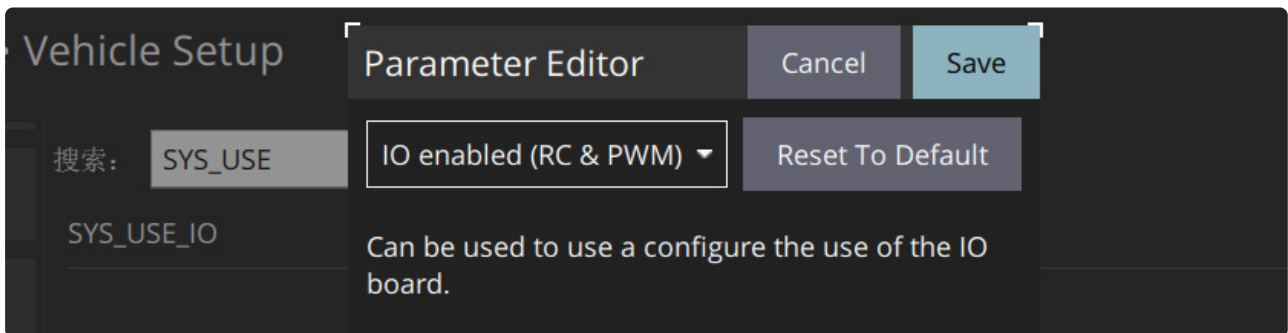 Vehicle Setup
Parameter Editor
Cancel
Save
搜索：
SYS_USE
IO enabled (RC & PWM)
Reset To Default
SYS_USE_IO
Can be used to use a configure the use of the IO
board.